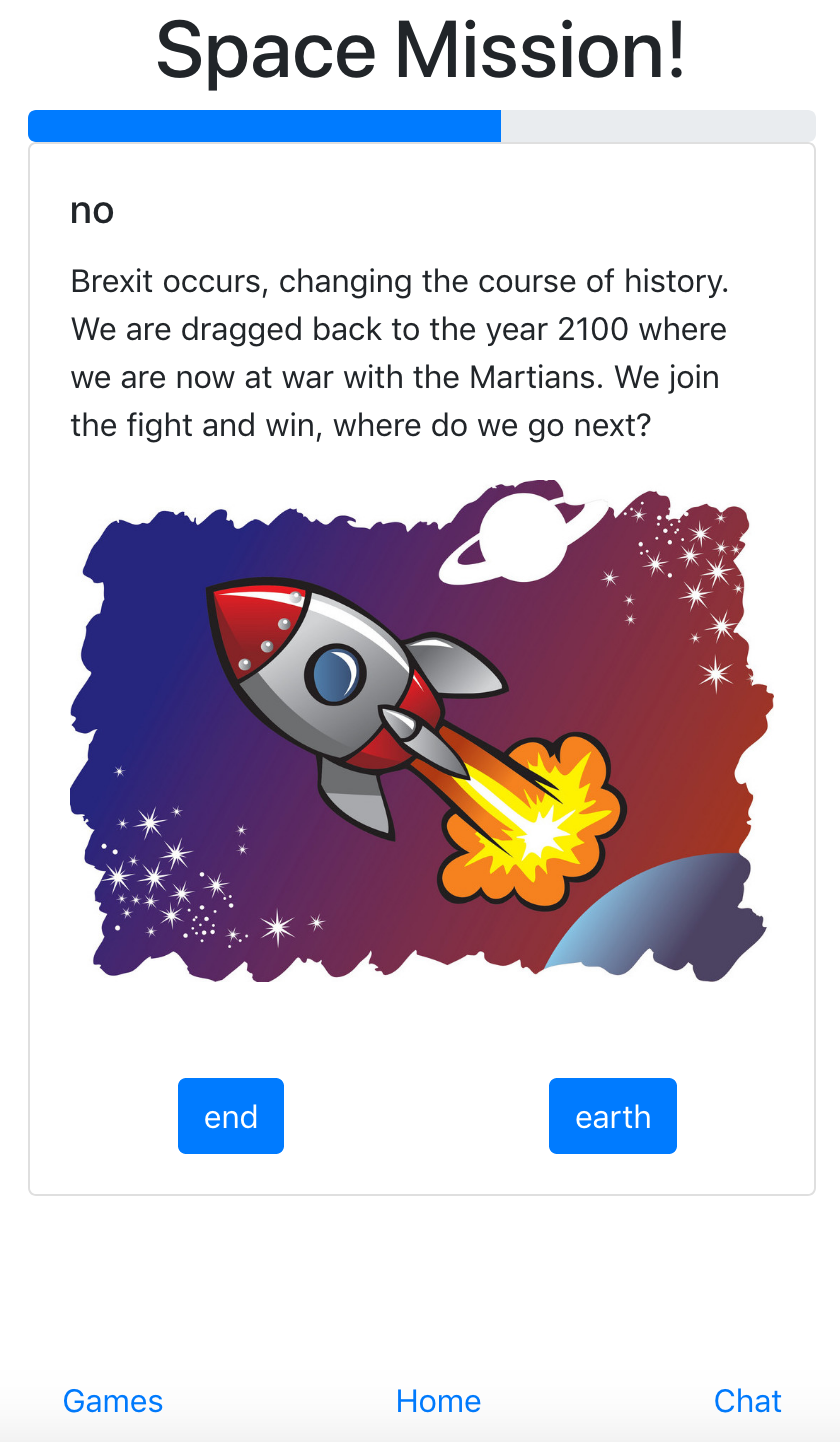 Space Mission!
no
Brexit occurs, changing the course of history.
We are dragged back to the year 2100 where
we are now at war with the Martians. We join
the fight and win, where do we go next?
end earth
Games Home Chat